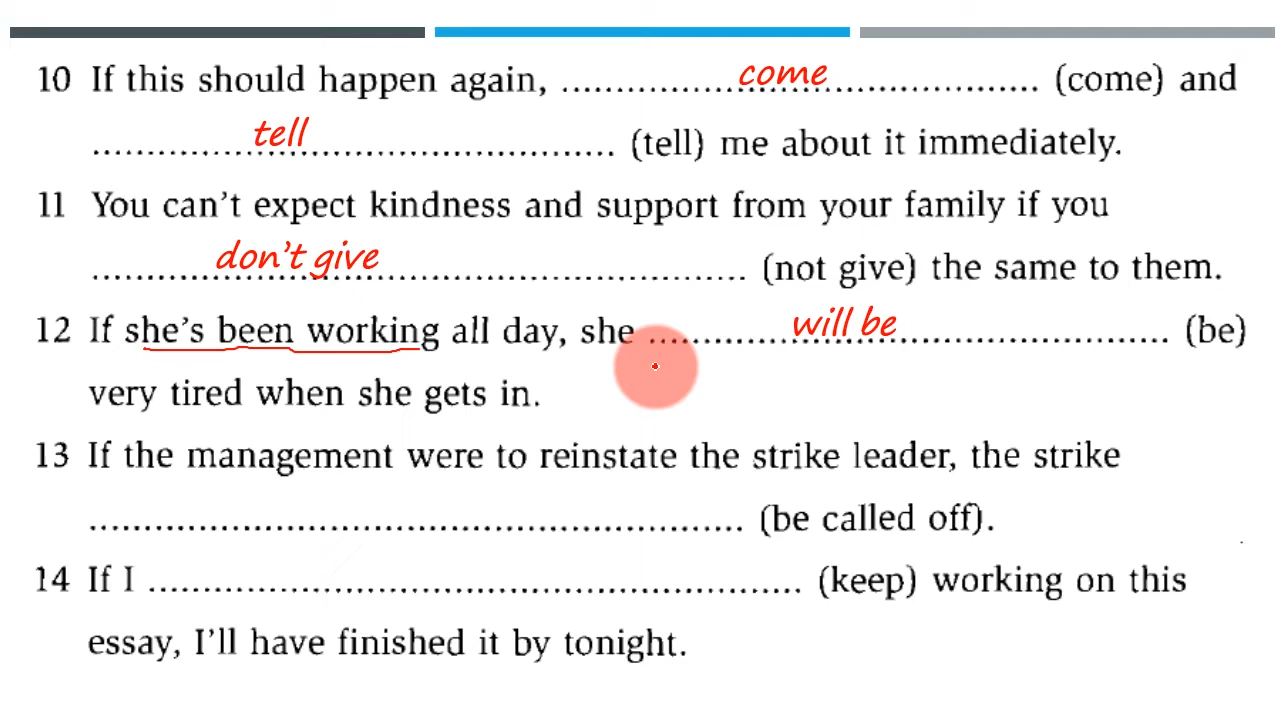 10 If this should happen again, ........... come ........... (come) and
........... tell ........... (tell) me about it immediately.
11 You can't expect kindness and support from your family if you
........... don't give ........... (not give) the same to them.
12 If she's been working all day, she ........... will be ........... (be)
very tired when she gets in.
13 If the management were to reinstate the strike leader, the strike
........................................ (be called off).
14 If I ........................................ (keep) working on this
essay, I'll have finished it by tonight.